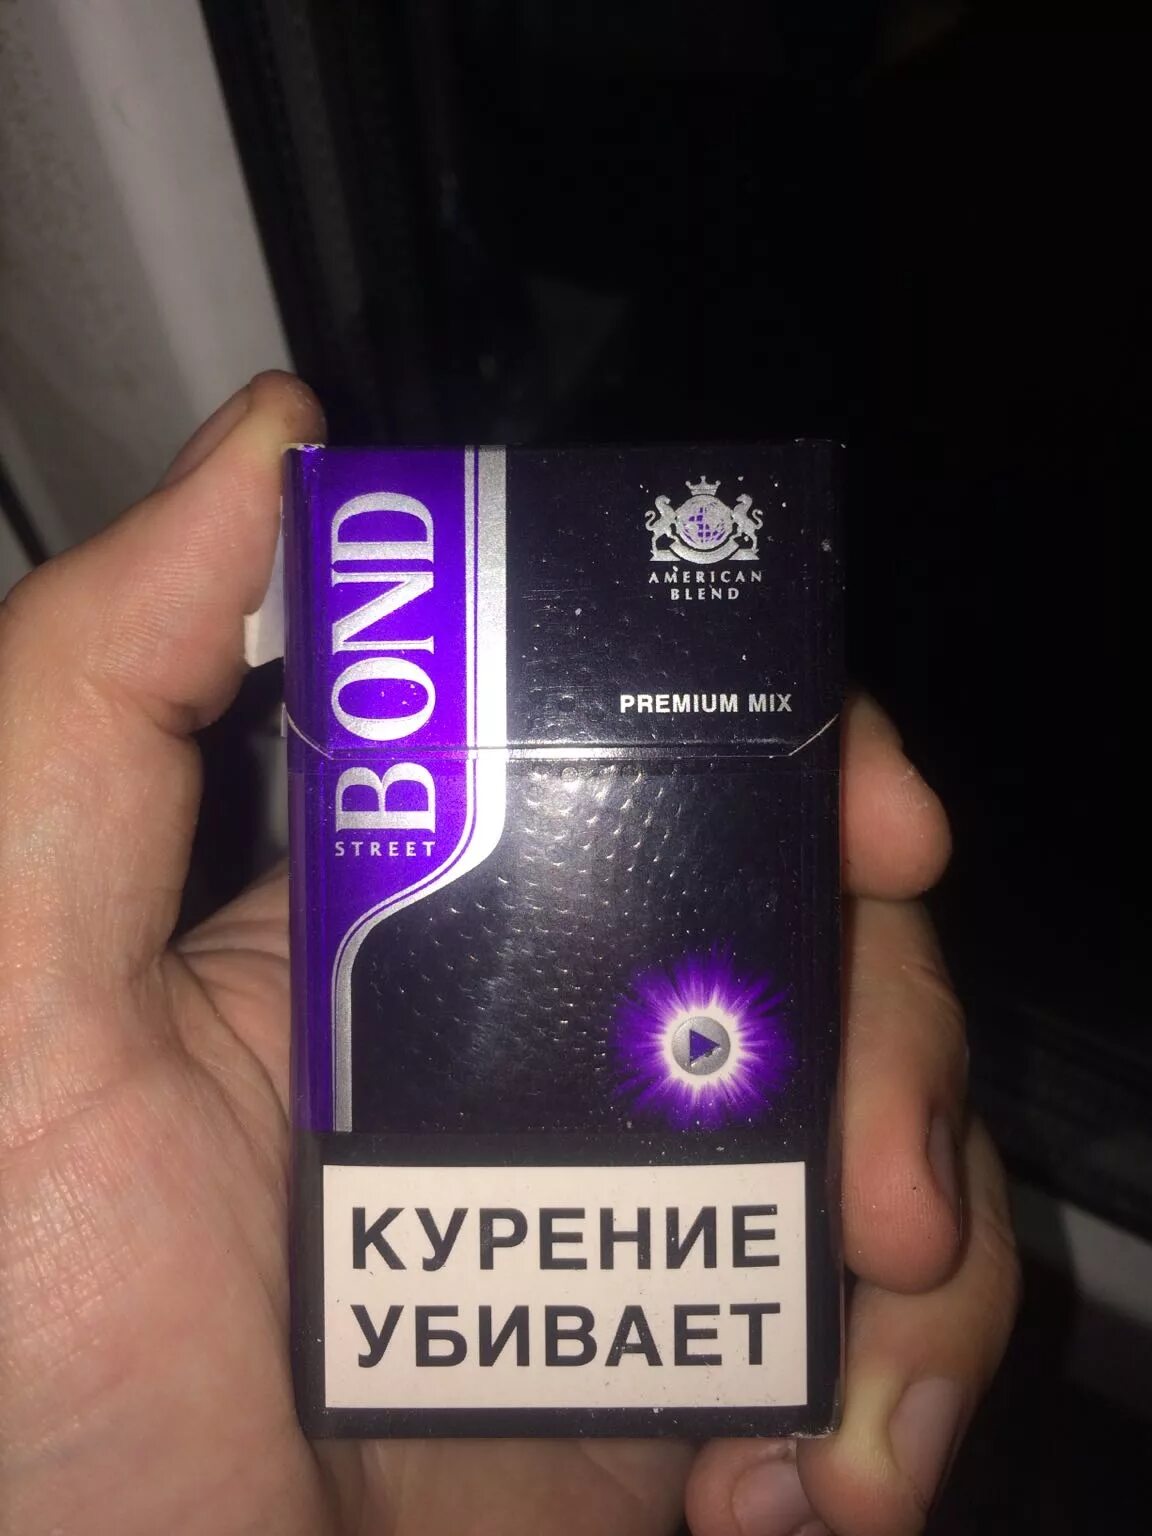 BOND
STREET
AMERICAN
BLEND
PREMIUM MIX
КУРЕНИЕ
УБИВАЕТ